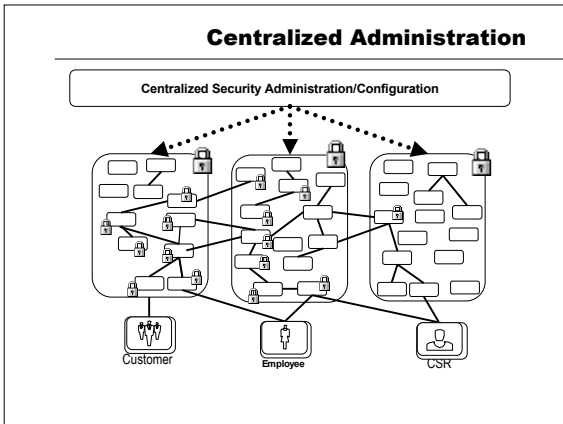 Centralized Administration
Centralized Security Administration/Configuration
Customer
Employee
CSR